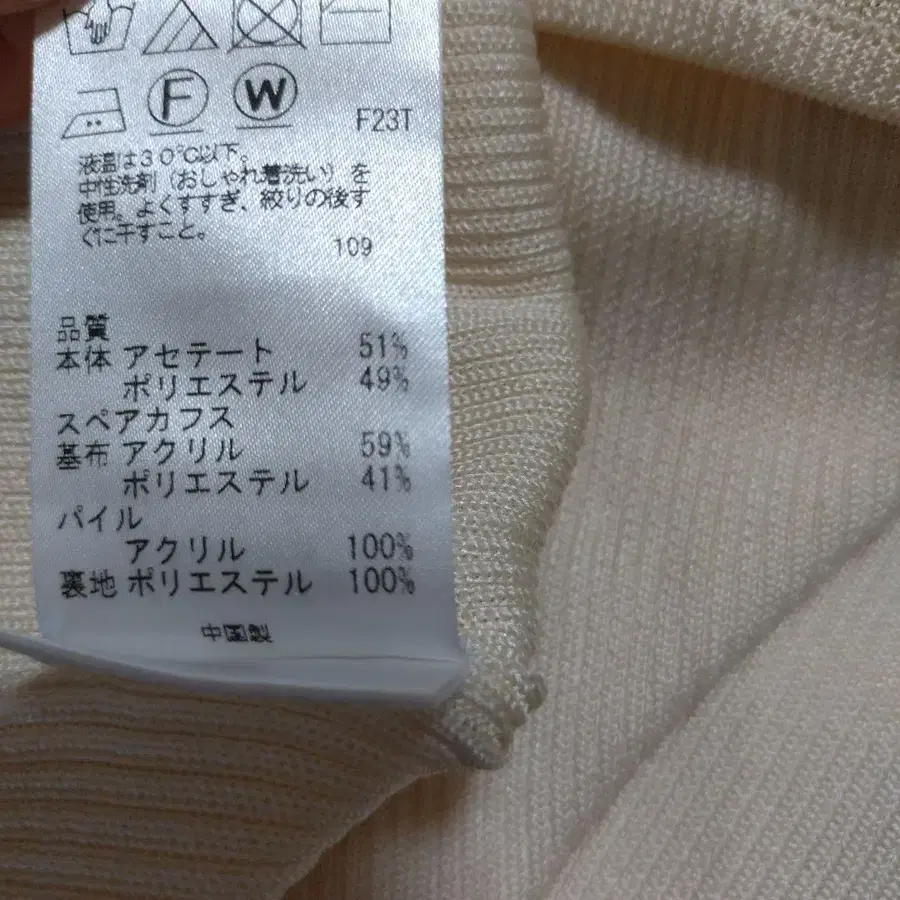 F W F23T
液温は30℃以下。
中性洗剤(おしゃれ着洗い)を
使用。よくすすぎ、絞りの後す
ぐに干すこと。
109
品質
本体 アセテート 51%
ポリエステル 49%
スペアカフス
基布 アクリル 59%
ポリエステル 41%
パイル
アクリル 100%
裏地 ポリエステル 100%
中国製